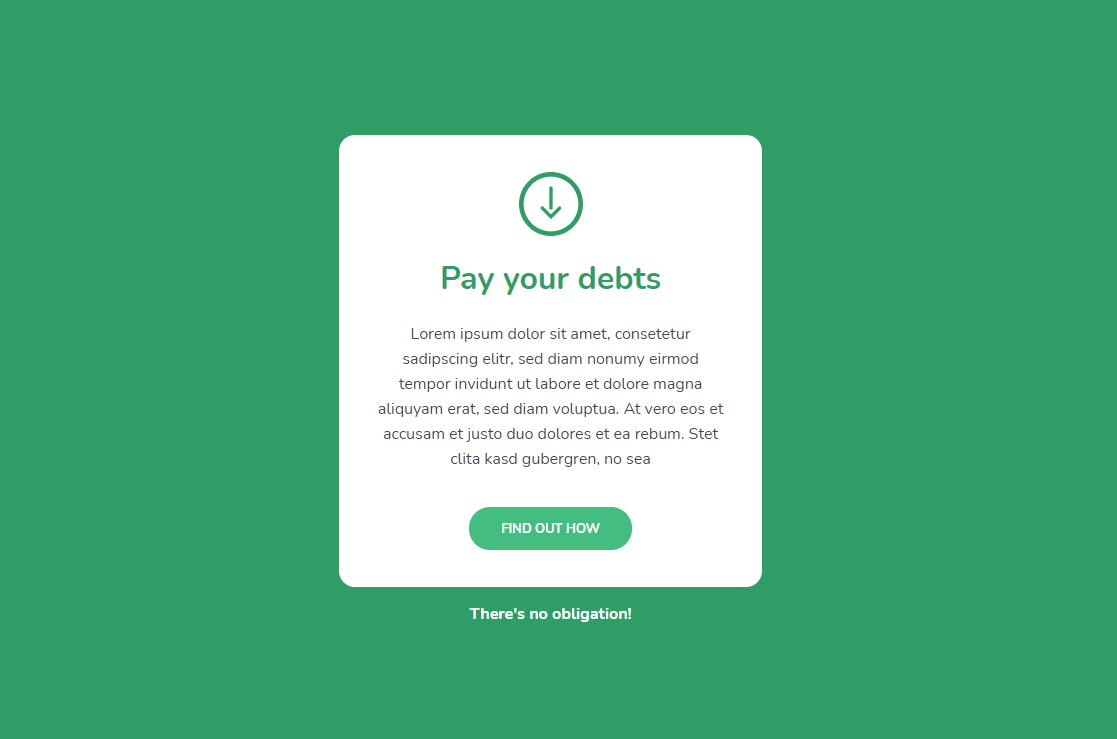 Pay your debts
Lorem ipsum dolor sit amet, consetetur
sadipscing elitr, sed diam nonumy eirmod
tempor invidunt ut labore et dolore magna
aliquyam erat, sed diam voluptua. At vero eos et
accusam et justo duo dolores et ea rebum. Stet
clita kasd gubergren, no sea
FIND OUT HOW
There's no obligation!